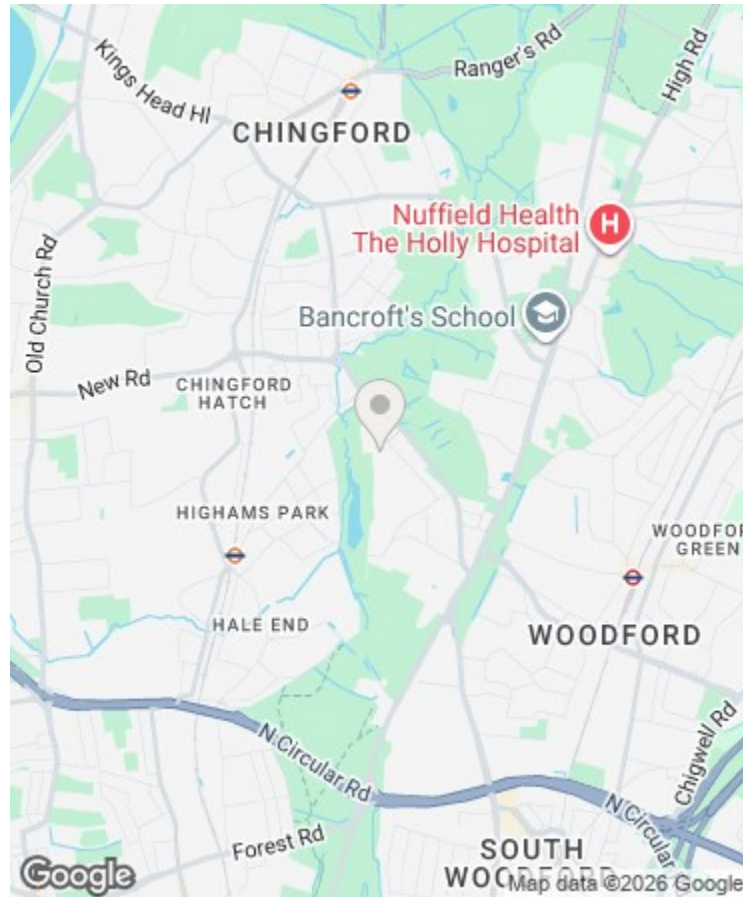 Kings Head Hl
Ranger's Rd
High Rd
CHINGFORD
Nuffield Health
The Holly Hospital
H
Old Church Rd
Bancroft's School
New Rd
CHINGFORD
HATCH
HIGHAMS PARK
WOODFOR
GREEN
HALE END
WOODFORD
Chigwell Rd
N Circular Rd
N Circular
Forest Rd
SOUTH
WOODFORD
Google
Map data ©2026 Google